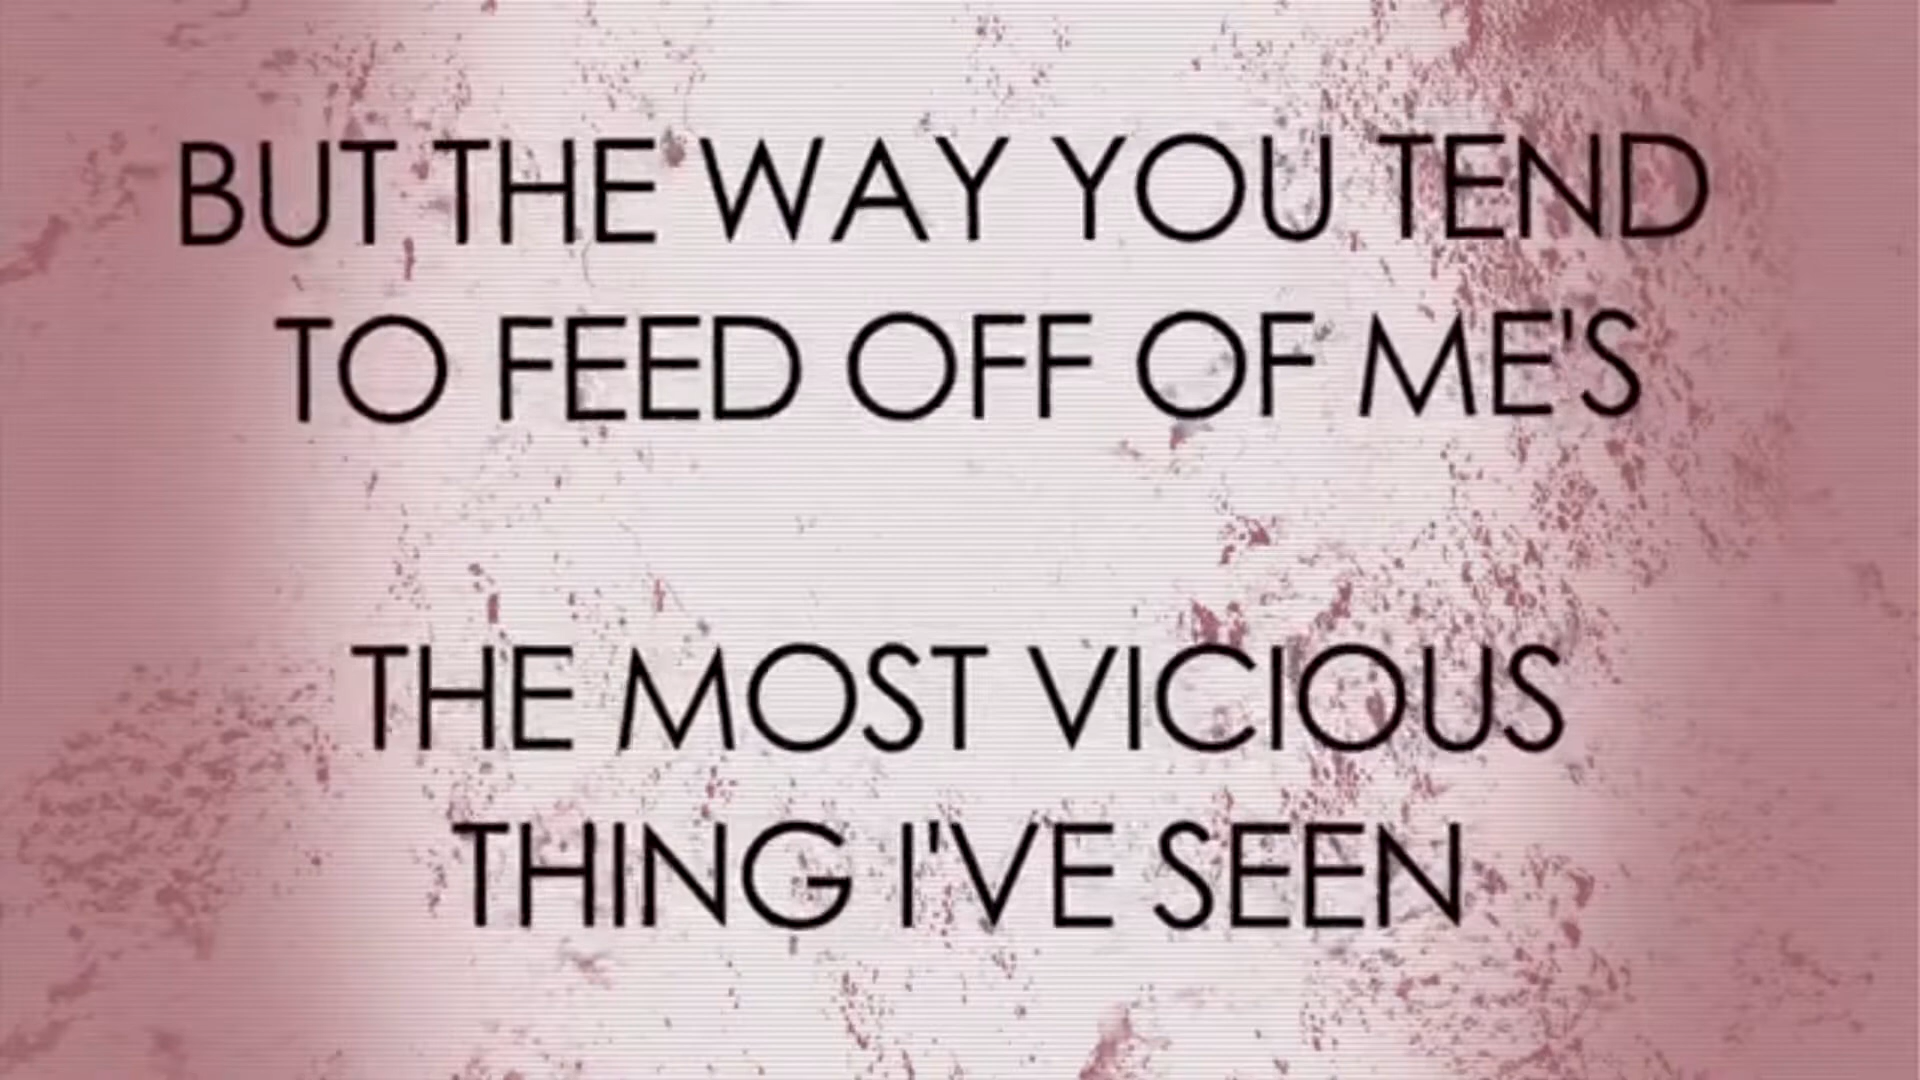 BUT THE WAY YOU TEND
TO FEED OFF OF ME'S
THE MOST VICIOUS
THING I'VE SEEN